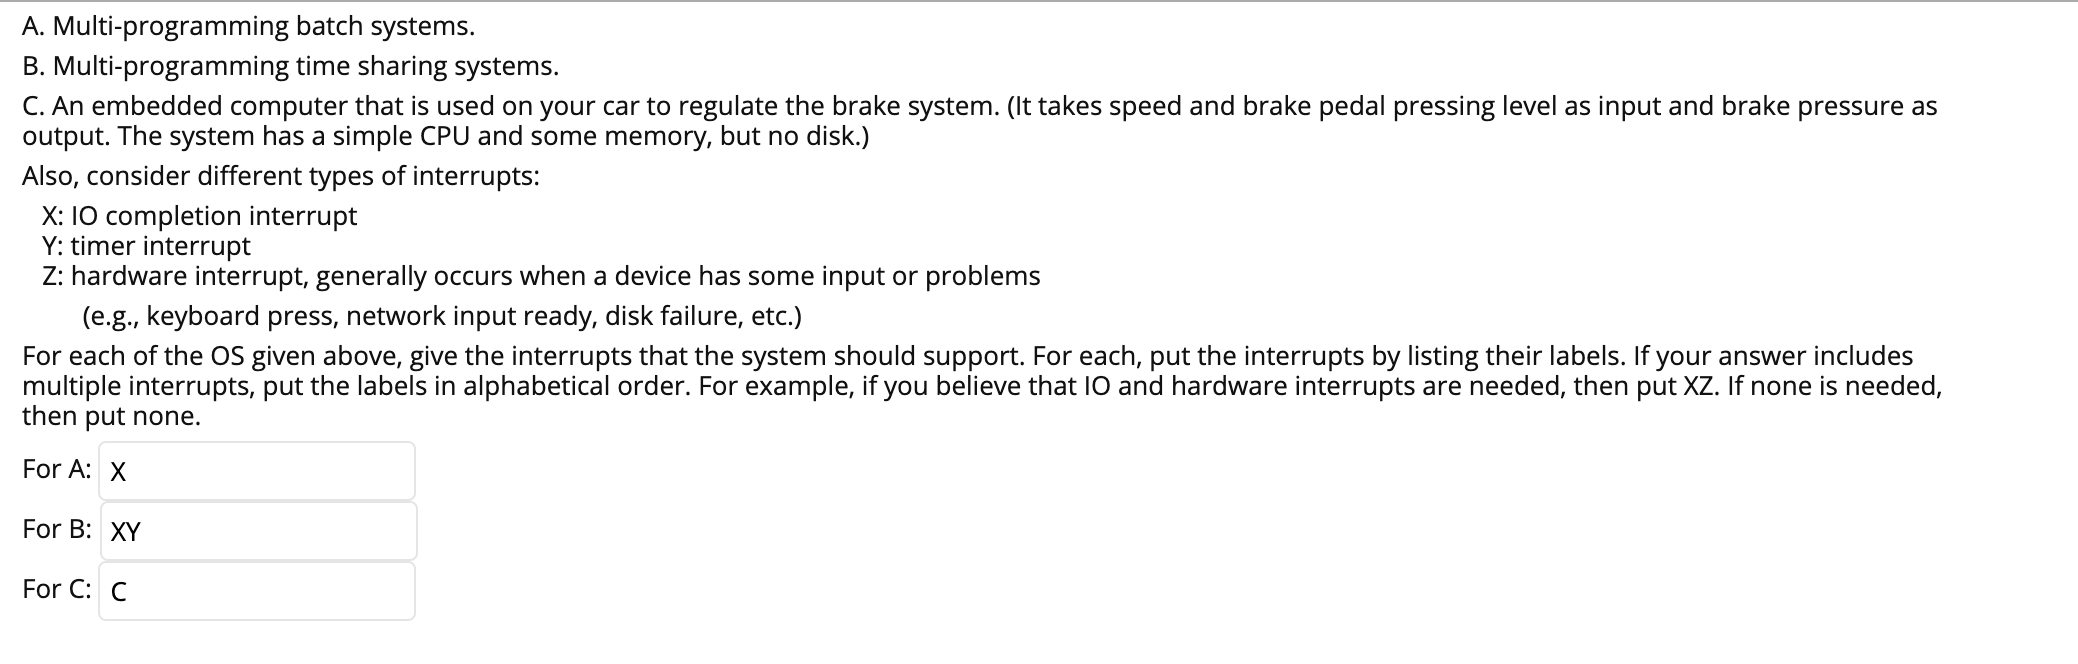 A. Multi-programming batch systems.
B. Multi-programming time sharing systems.
C. An embedded computer that is used on your car to regulate the brake system. (It takes speed and brake pedal pressing level as input and brake pressure as
output. The system has a simple CPU and some memory, but no disk.)
Also, consider different types of interrupts:
X: IO completion interrupt
Y: timer interrupt
Z: hardware interrupt, generally occurs when a device has some input or problems
(e.g., keyboard press, network input ready, disk failure, etc.)
For each of the OS given above, give the interrupts that the system should support. For each, put the interrupts by listing their labels. If your answer includes
multiple interrupts, put the labels in alphabetical order. For example, if you believe that IO and hardware interrupts are needed, then put XZ. If none is needed,
then put none.
For A: X
For B: XY
For C: C